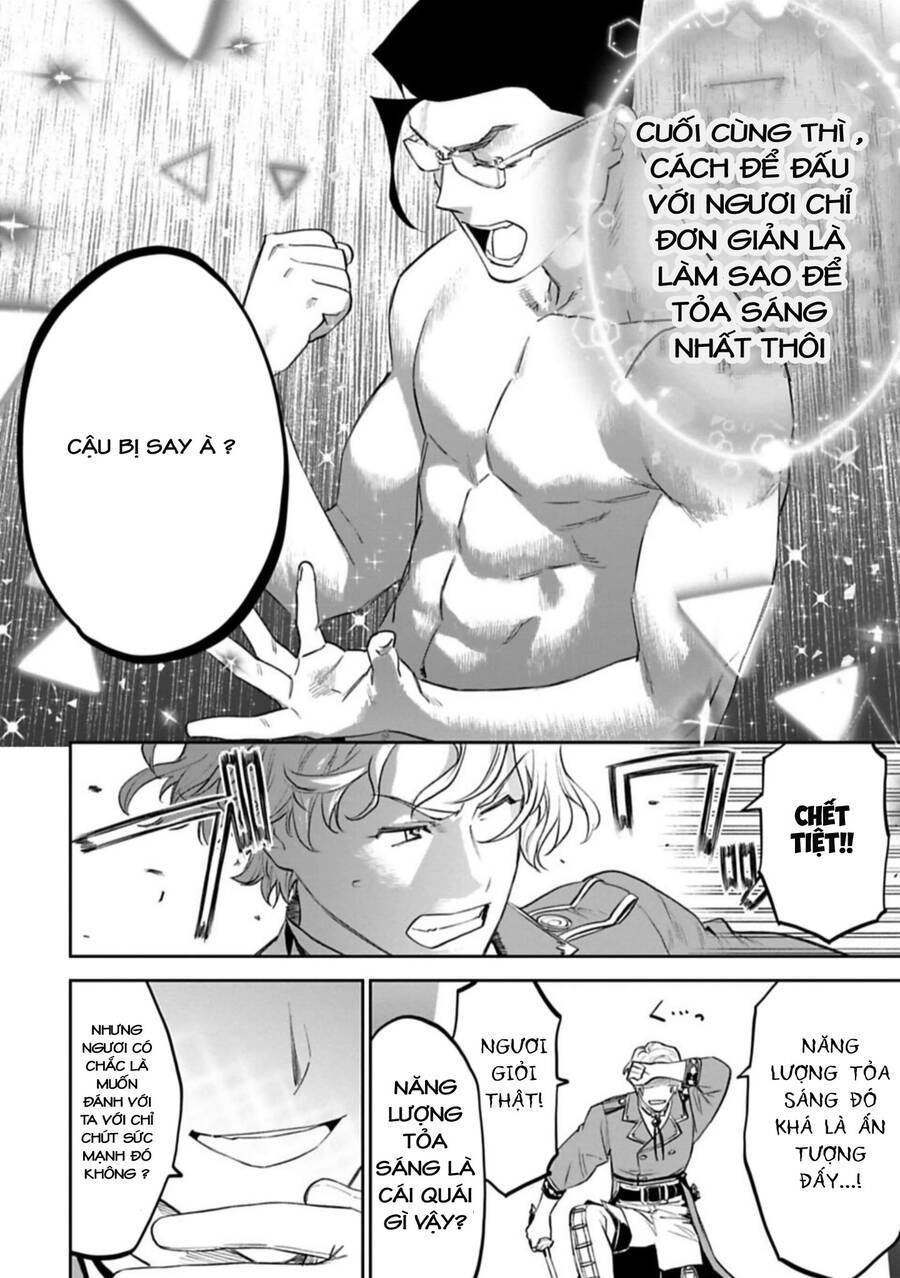 CUỐI CÙNG THÌ ,
CÁCH ĐỂ ĐẤU
VỚI NGƯƠI CHỈ
ĐƠN GIẢN LÀ
LÀM SAO ĐỂ
TỎA SÁNG
NHẤT THÔI
CẬU BỊ SAY À ?
CHẾT
TIỆT!!
NĂNG
LƯỢNG TỎA
SÁNG ĐÓ
KHÁ LÀ ẤN
TƯỢNG
ĐẤY...!
NGƯƠI
GIỎI
THẬT!
NĂNG
LƯỢNG
TỎA
SÁNG LÀ
CÁI QUÁI
GÌ VẬY?
NHƯNG
NGƯƠI CÓ
CHẮC LÀ
MUỐN
ĐÁNH VỚI
TA VỚI CHỈ
CHÚT SỨC
MẠNH ĐÓ
KHÔNG ?